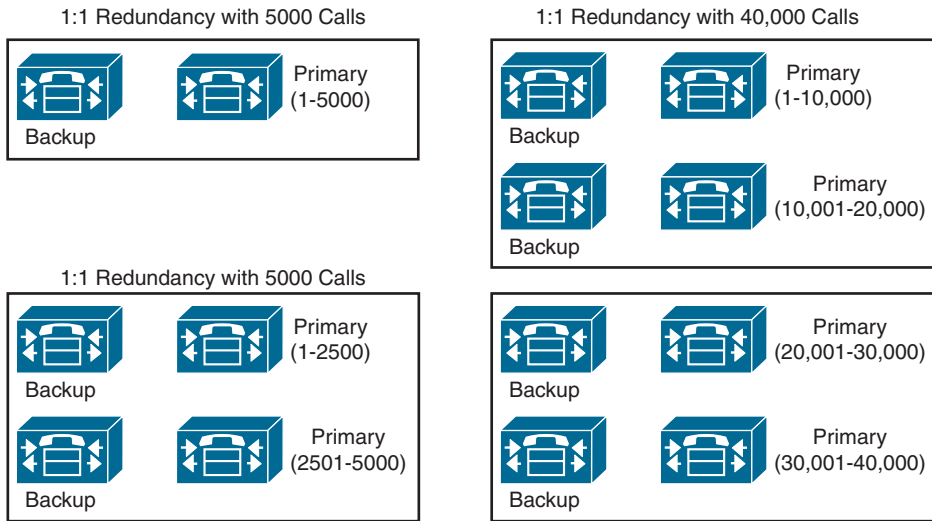 1:1 Redundancy with 5000 Calls
Primary
(1-5000)
Backup
1:1 Redundancy with 5000 Calls
Primary
(1-2500)
Backup
Primary
(2501-5000)
Backup
1:1 Redundancy with 40,000 Calls
Primary
(1-10,000)
Backup
Primary
(10,001-20,000)
Backup
Primary
(20,001-30,000)
Backup
Primary
(30,001-40,000)
Backup